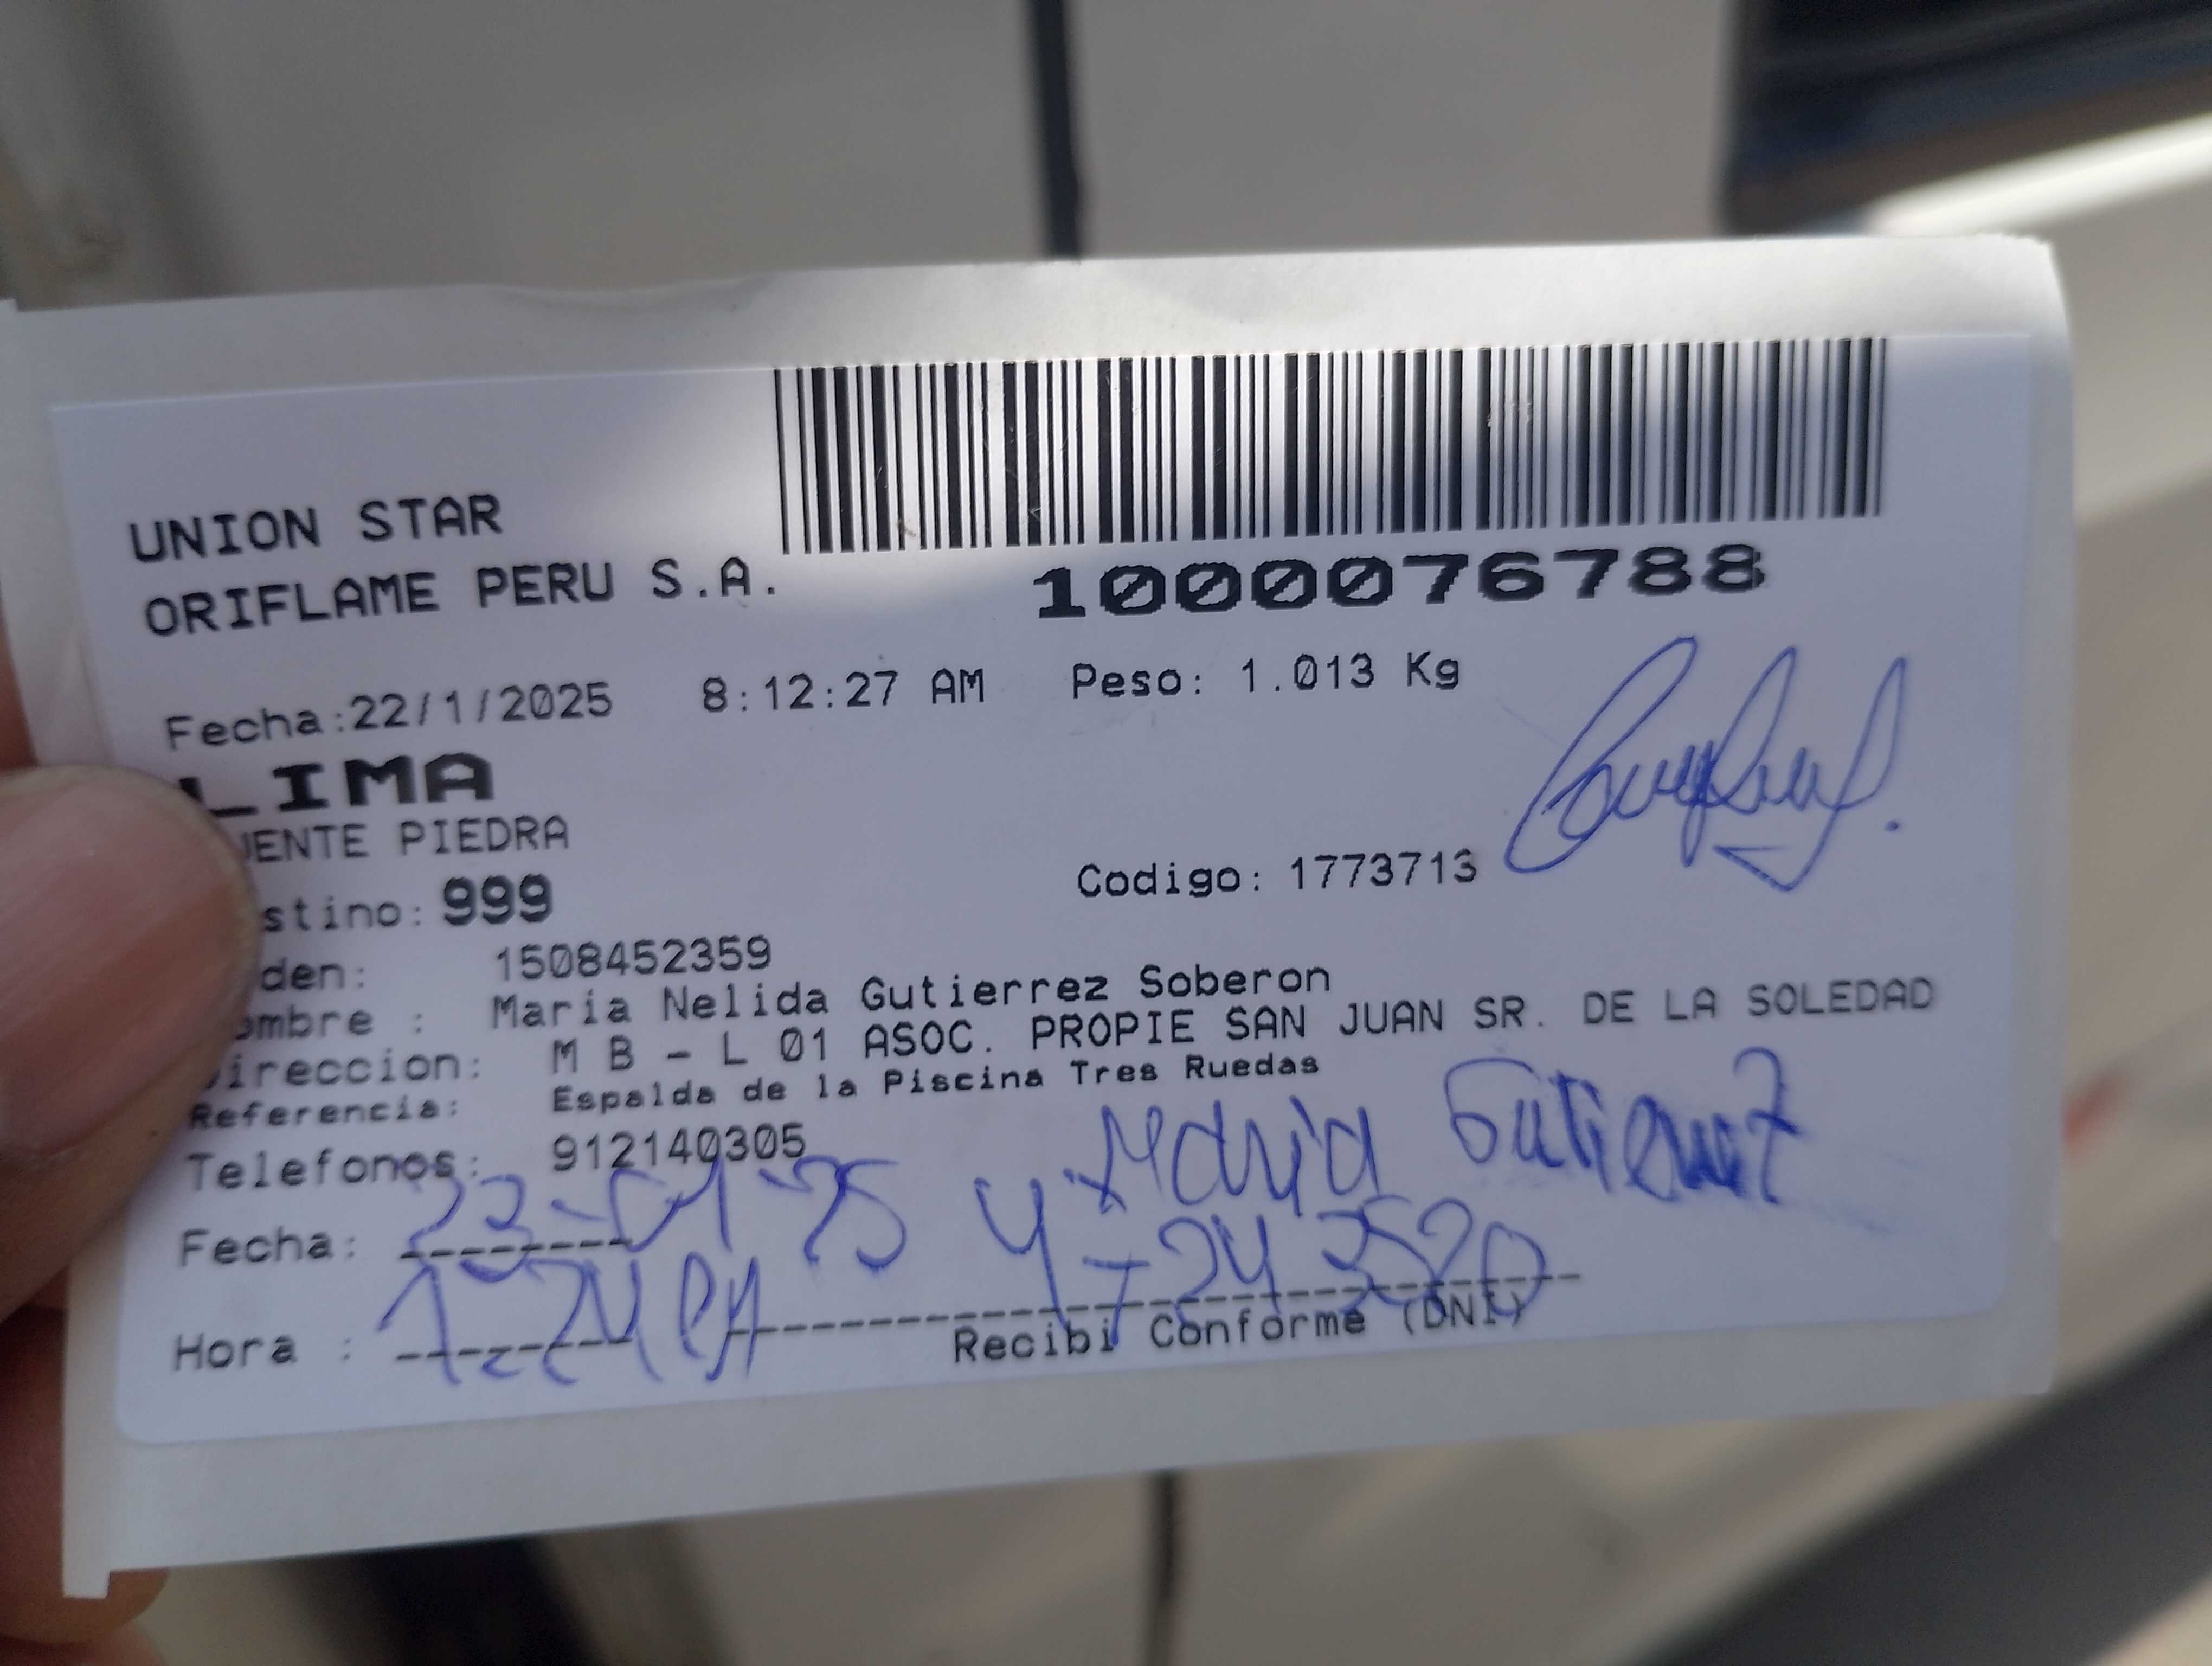 UNION STAR
ORIFLAME PERU S.A.
1000076788
Fecha:22/1/2025 8:12:27 AM Peso: 1.013 Kg
LIMA
UENTE PIEDRA
stino: 999 Codigo: 1773713
den: 1508452359
ombre : Maria Nelida Gutierrez Soberon
Direccion: M B - L 01 ASOC. PROPIE SAN JUAN SR. DE LA SOLEDAD
Referencia: Espalda de la Piscina Tres Ruedas
Telefonos: 912140305
Maria Gutierrez
Fecha: 23-01-25
Hora :
Recibi Conforme (DNI)